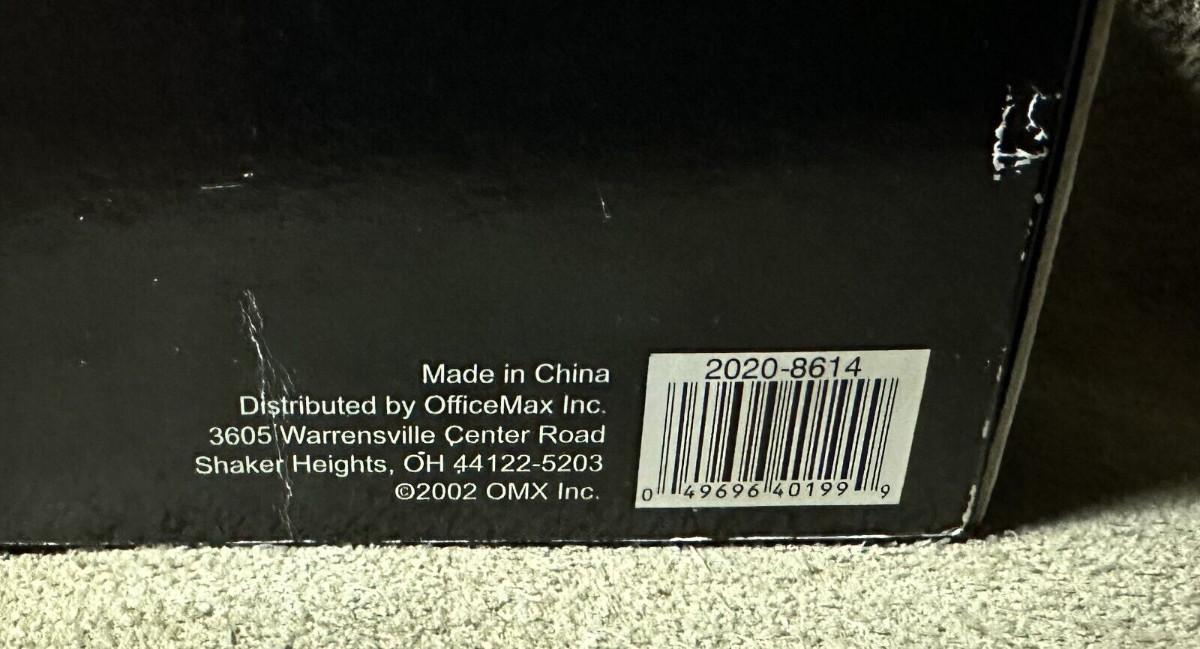 Made in China
Distributed by OfficeMax Inc.
3605 Warrensville Center Road
Shaker Heights, OH 44122-5203
©2002 OMX Inc.
2020-8614
0 49696 40199 9